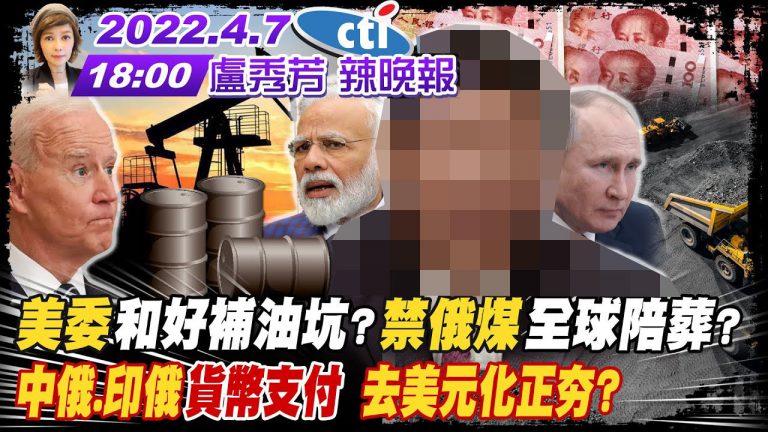 2022.4.7
cti
18:00 盧秀芳 辣晚報
100
美委和好補油坑?禁俄煤全球陪葬?
中俄.印俄貨幣支付 去美元化正夯?